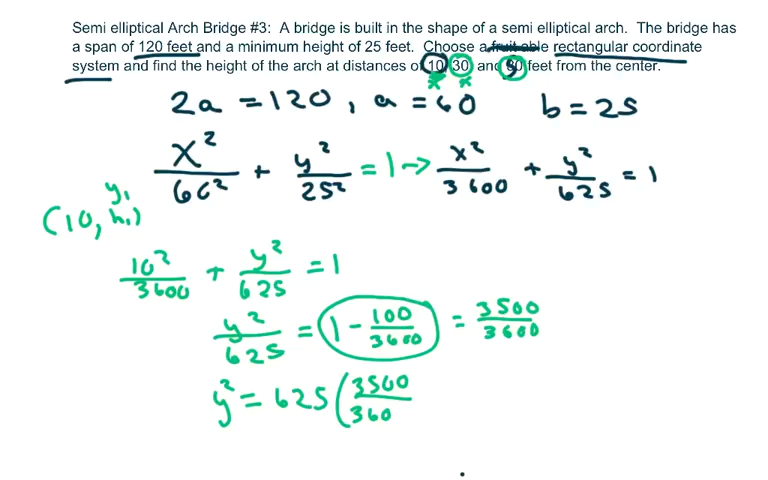 Semi elliptical Arch Bridge #3: A bridge is built in the shape of a semi elliptical arch. The bridge has
a span of 120 feet and a minimum height of 25 feet. Choose a rectangular coordinate
system and find the height of the arch at distances of 10, 30, and feet from the center.
2a = 120, a = 60 b = 25
x²/60² + y²/25² = 1 → x²/3600 + y²/625 = 1
y₁
(10, h₁)
10²/3600 + y²/625 = 1
y²/625 = 1 - 100/3600 = 3500/3600
y² = 625 (3500/360